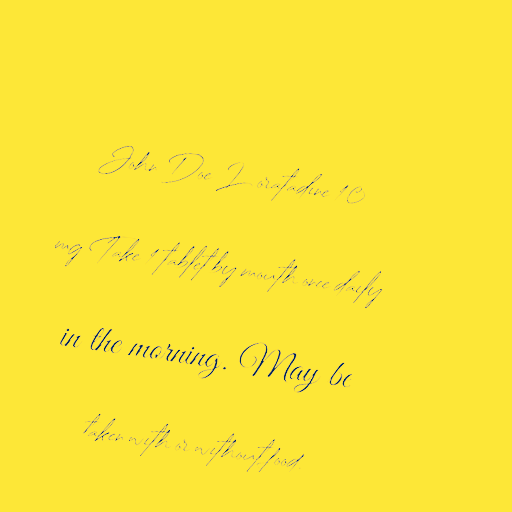 John Doe Loratadine 10
mg Take 1 tablet by mouth once daily
in the morning. May be
taken with or without food.